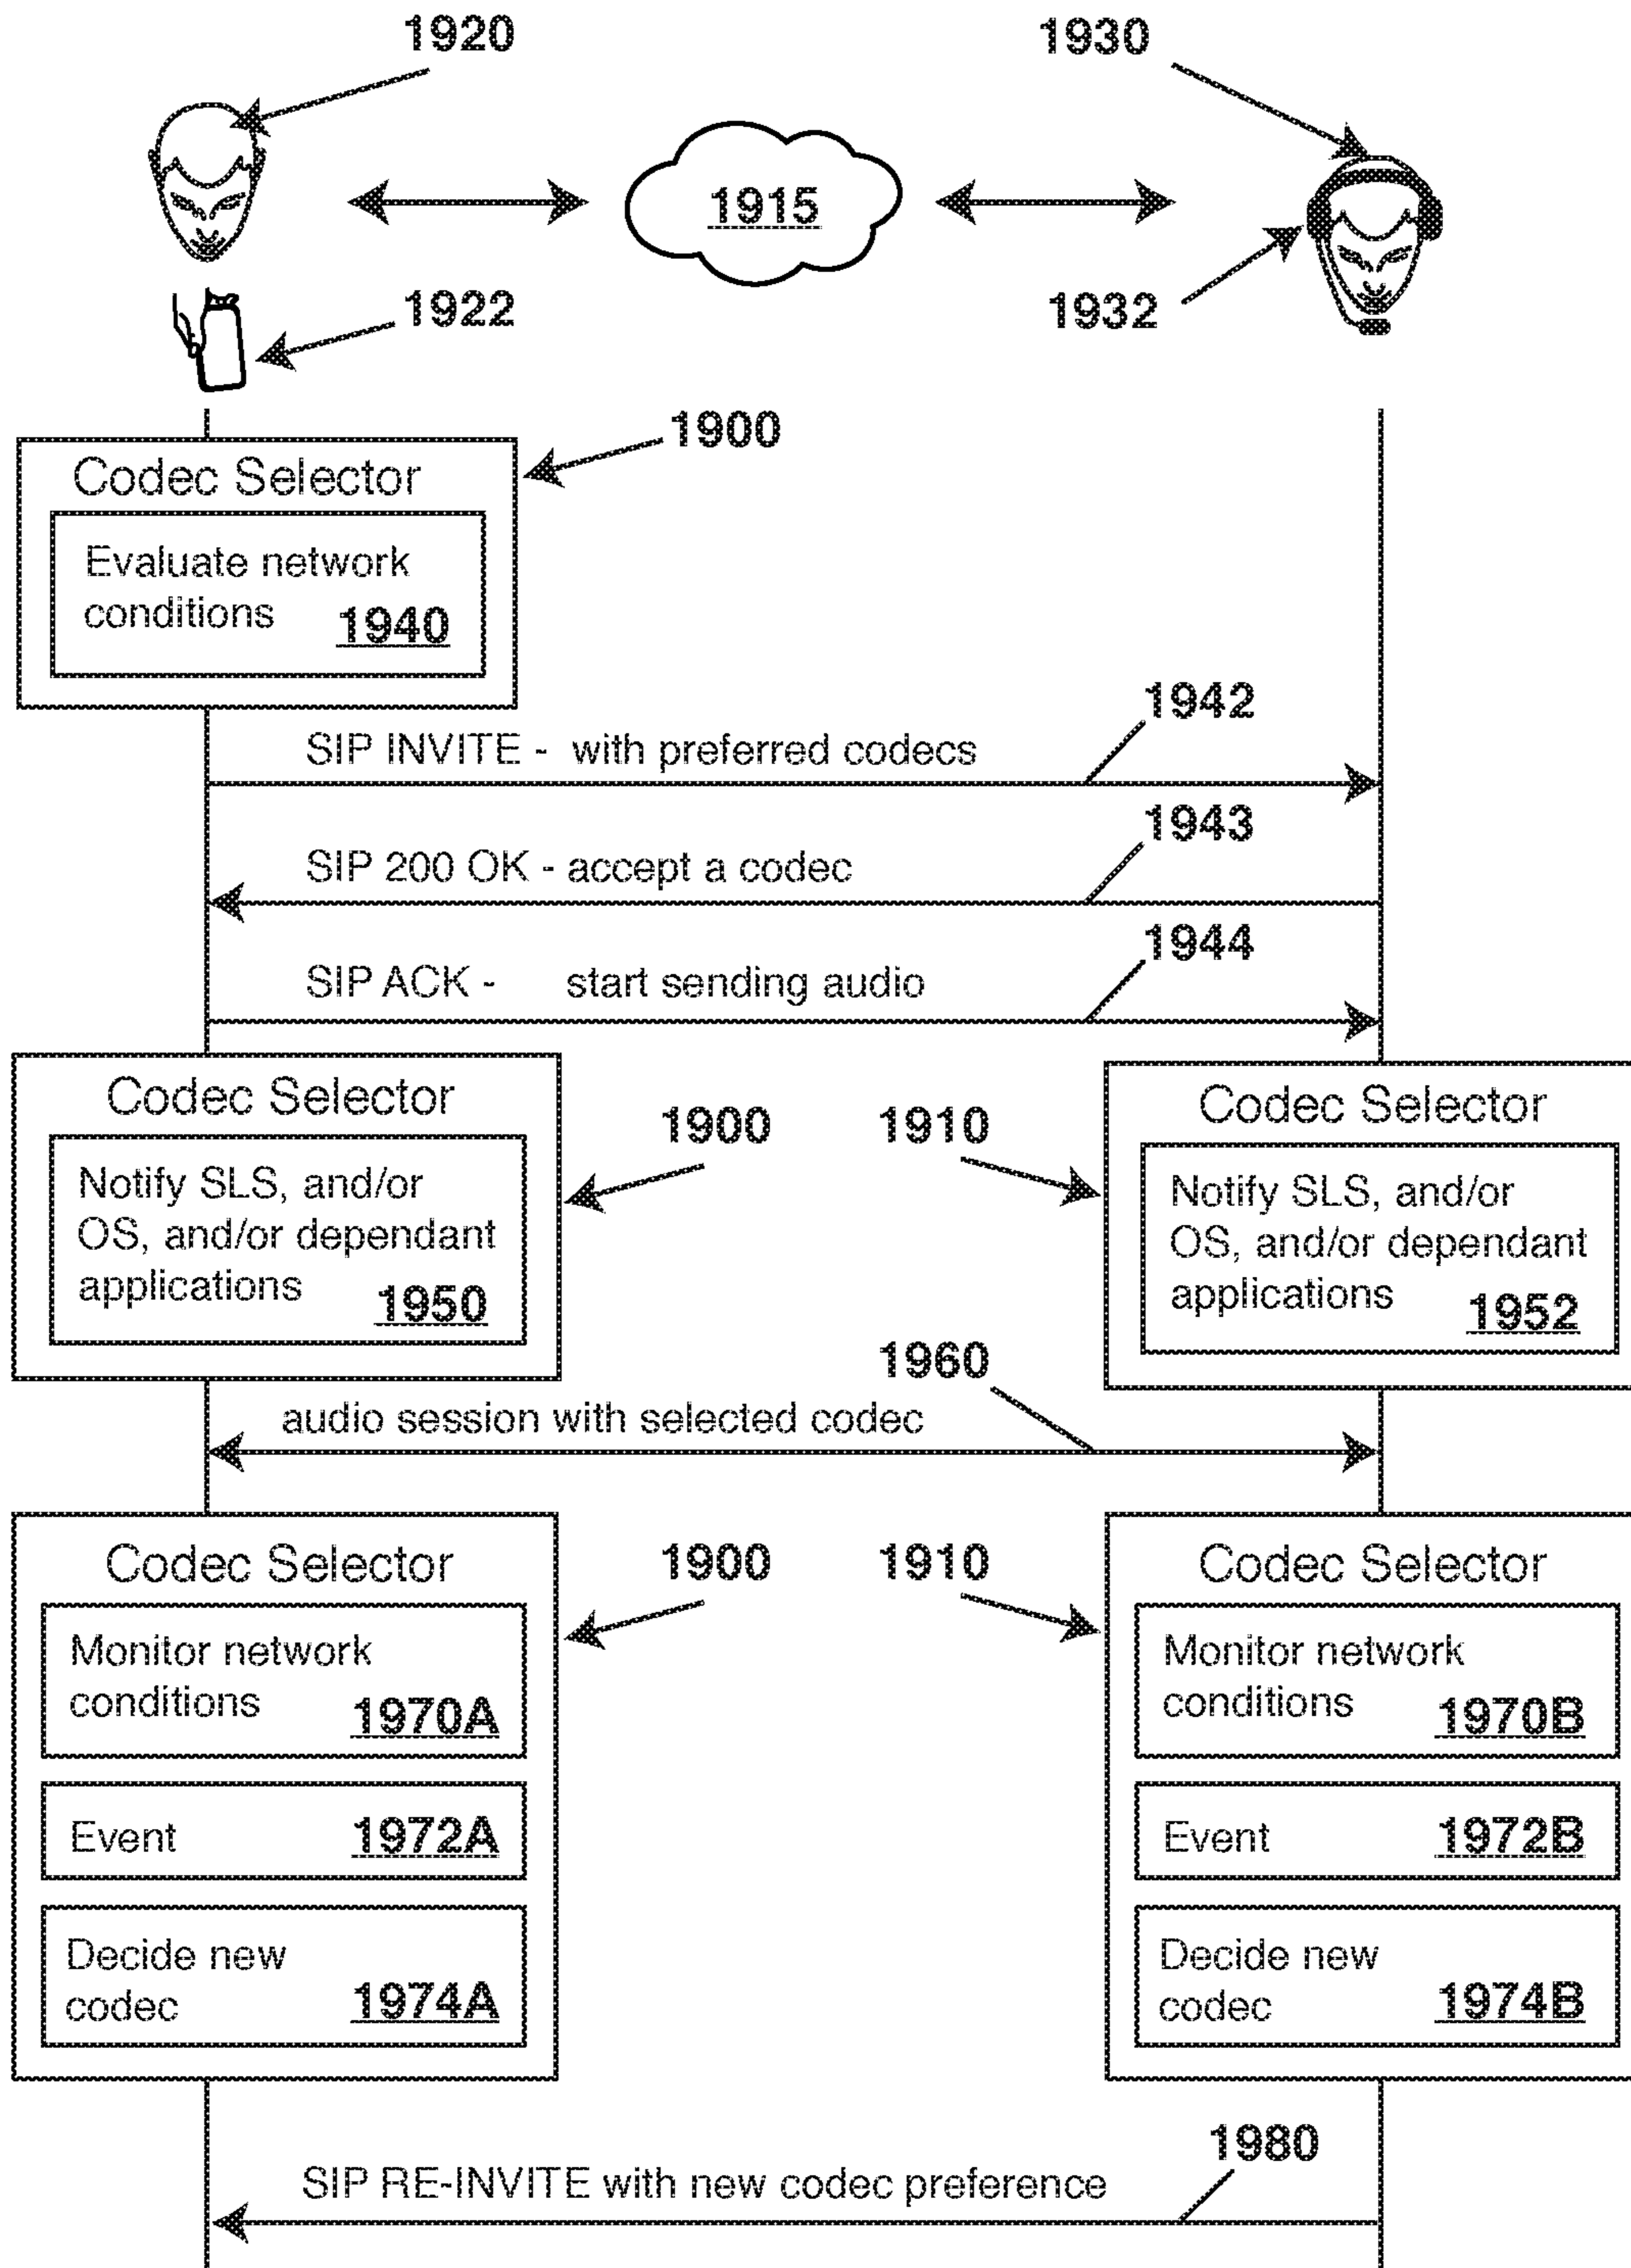 1920
1930
1915
1922
1932
1900
Codec Selector
Evaluate network
conditions 1940
1942
SIP INVITE - with preferred codecs
1943
SIP 200 OK - accept a codec
1944
SIP ACK - start sending audio
Codec Selector
Notify SLS, and/or
OS, and/or dependant
applications 1950
1900
1910
Codec Selector
Notify SLS, and/or
OS, and/or dependant
applications 1952
1960
audio session with selected codec
Codec Selector
Monitor network
conditions 1970A
Event 1972A
Decide new
codec 1974A
1900
1910
Codec Selector
Monitor network
conditions 1970B
Event 1972B
Decide new
codec 1974B
1980
SIP RE-INVITE with new codec preference